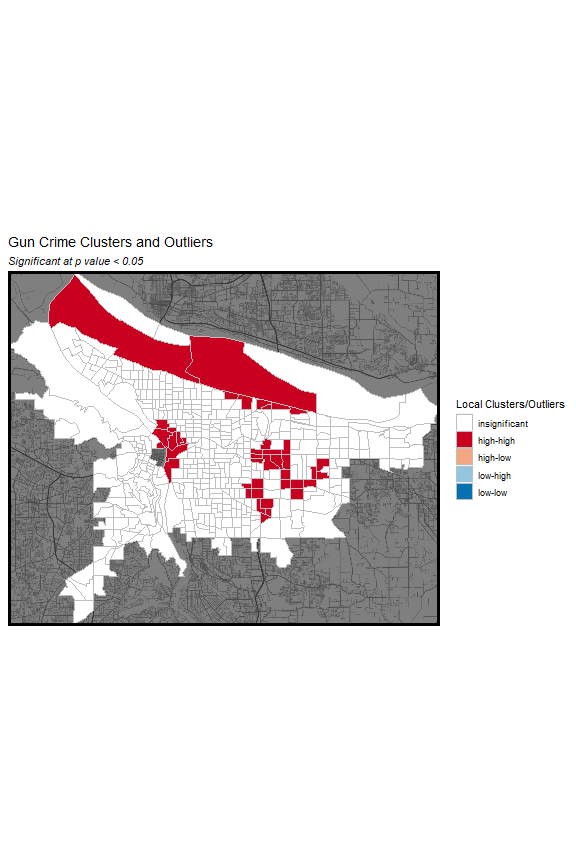 Gun Crime Clusters and Outliers
Significant at p value < 0.05
Local Clusters/Outliers
insignificant
high-high
high-low
low-high
low-low